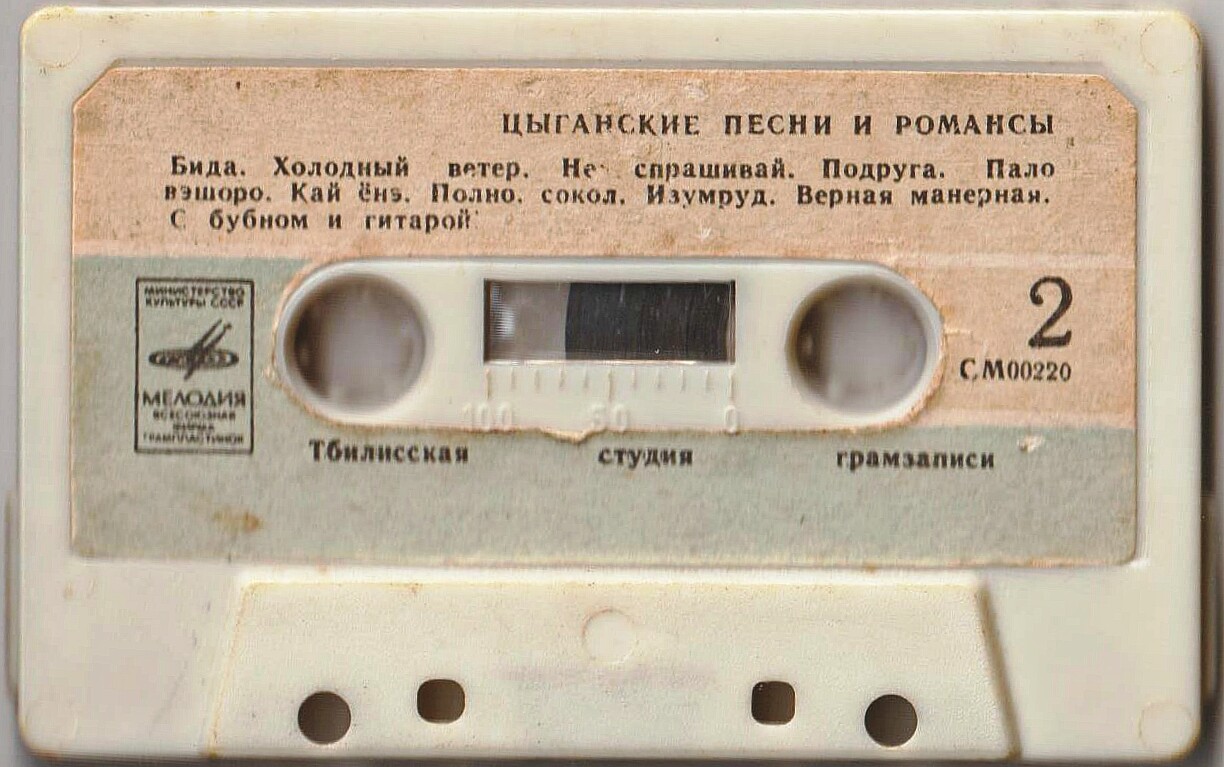 ЦЫГАНСКИЕ ПЕСНИ И РОМАНСЫ
Бида. Холодный ветер. Не спрашивай. Подруга. Пало
вэшоро. Кай ёнэ. Полно. сокол. Изумруд. Верная манерная.
С бубном и гитарой
2
СМ00220
МИНИСТЕРСТВО
КУЛЬТУРЫ СССР
МЕЛОДИЯ
ВСЕСОЮЗНАЯ
ФИРМА
ГРАМПЛАСТИНОК
100 50 0
Тбилисская студия грамзаписи